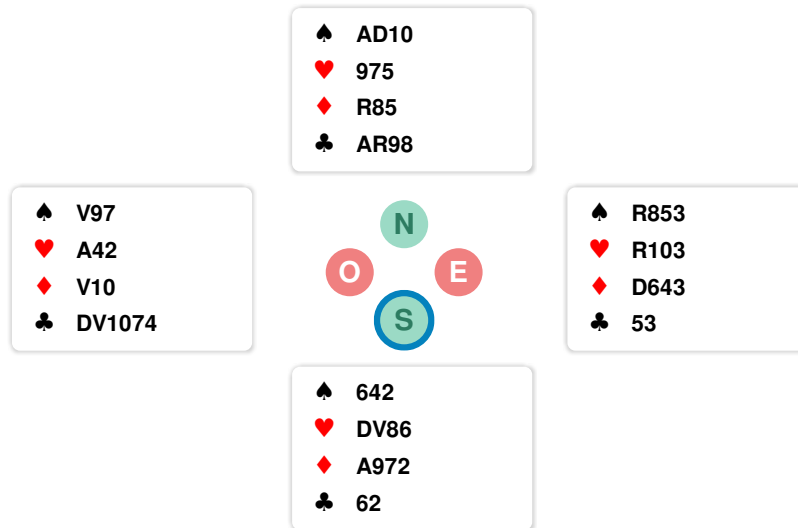 ♠ AD10
♥ 975
♦ R85
♣ AR98
♠ V97
♥ A42
♦ V10
♣ DV1074
N
O
E
S
♠ R853
♥ R103
♦ D643
♣ 53
♠ 642
♥ DV86
♦ A972
♣ 62